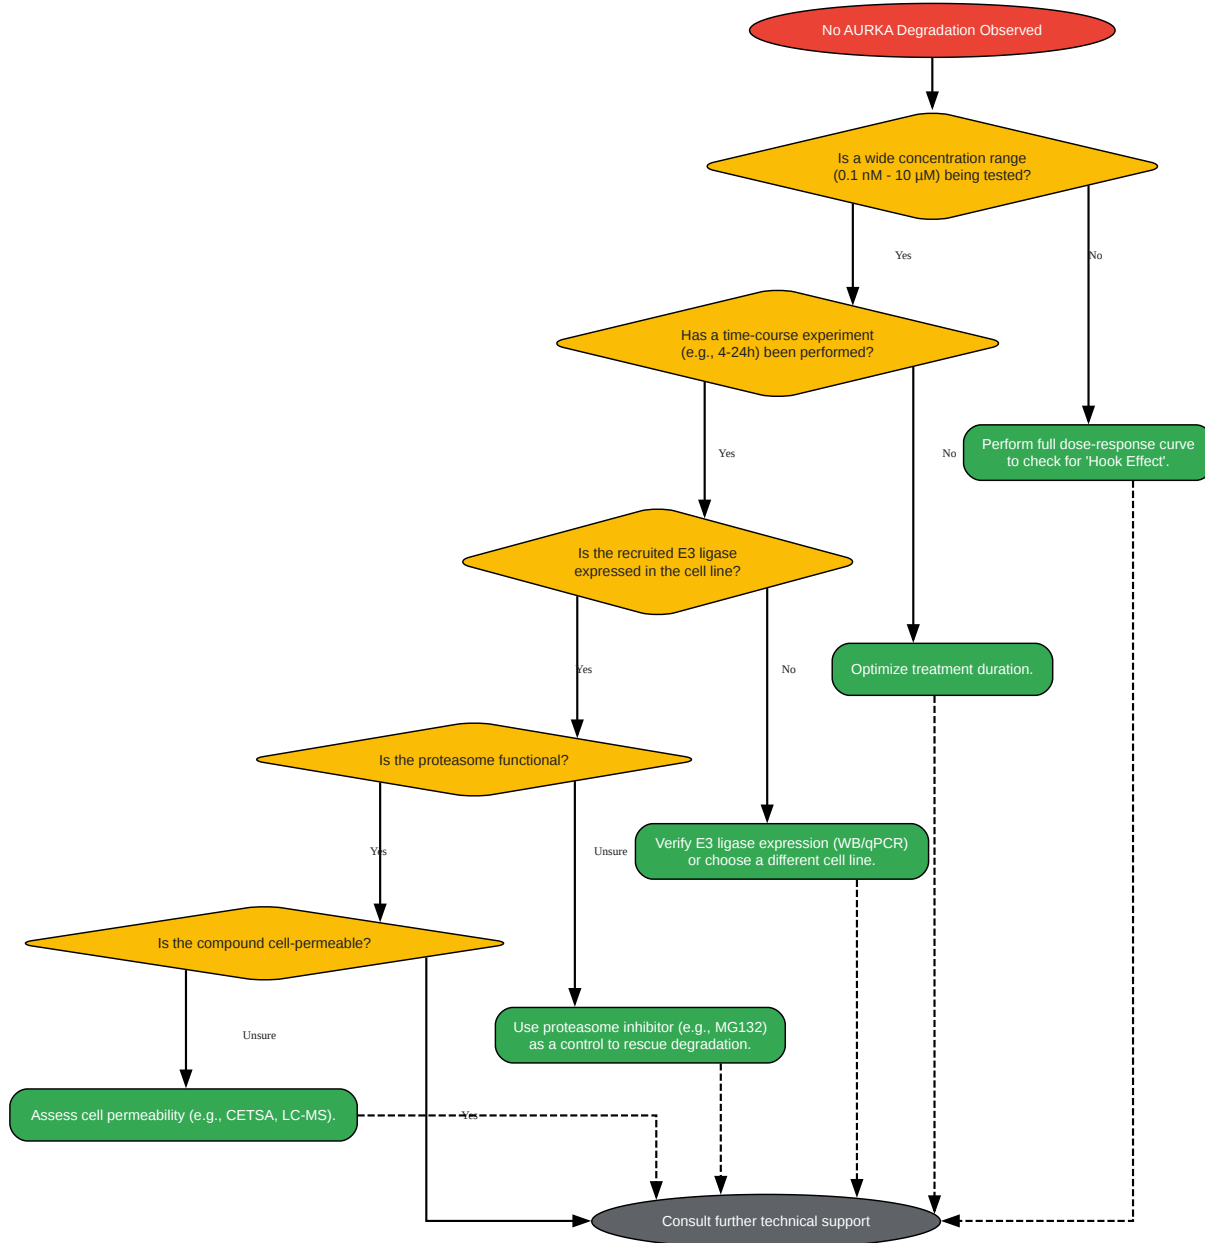 No AURKA Degradation Observed
Is a wide concentration range
(0.1 nM - 10 µM) being tested?
Yes
No
Has a time-course experiment
(e.g., 4-24h) been performed?
Perform full dose-response curve
to check for 'Hook Effect'.
Yes
No
Is the recruited E3 ligase
expressed in the cell line?
Yes
No
Optimize treatment duration.
Is the proteasome functional?
Yes
Unsure
Verify E3 ligase expression (WB/qPCR)
or choose a different cell line.
Is the compound cell-permeable?
Unsure
Use proteasome inhibitor (e.g., MG132)
as a control to rescue degradation.
Assess cell permeability (e.g., CETSA, LC-MS).
Yes
Consult further technical support